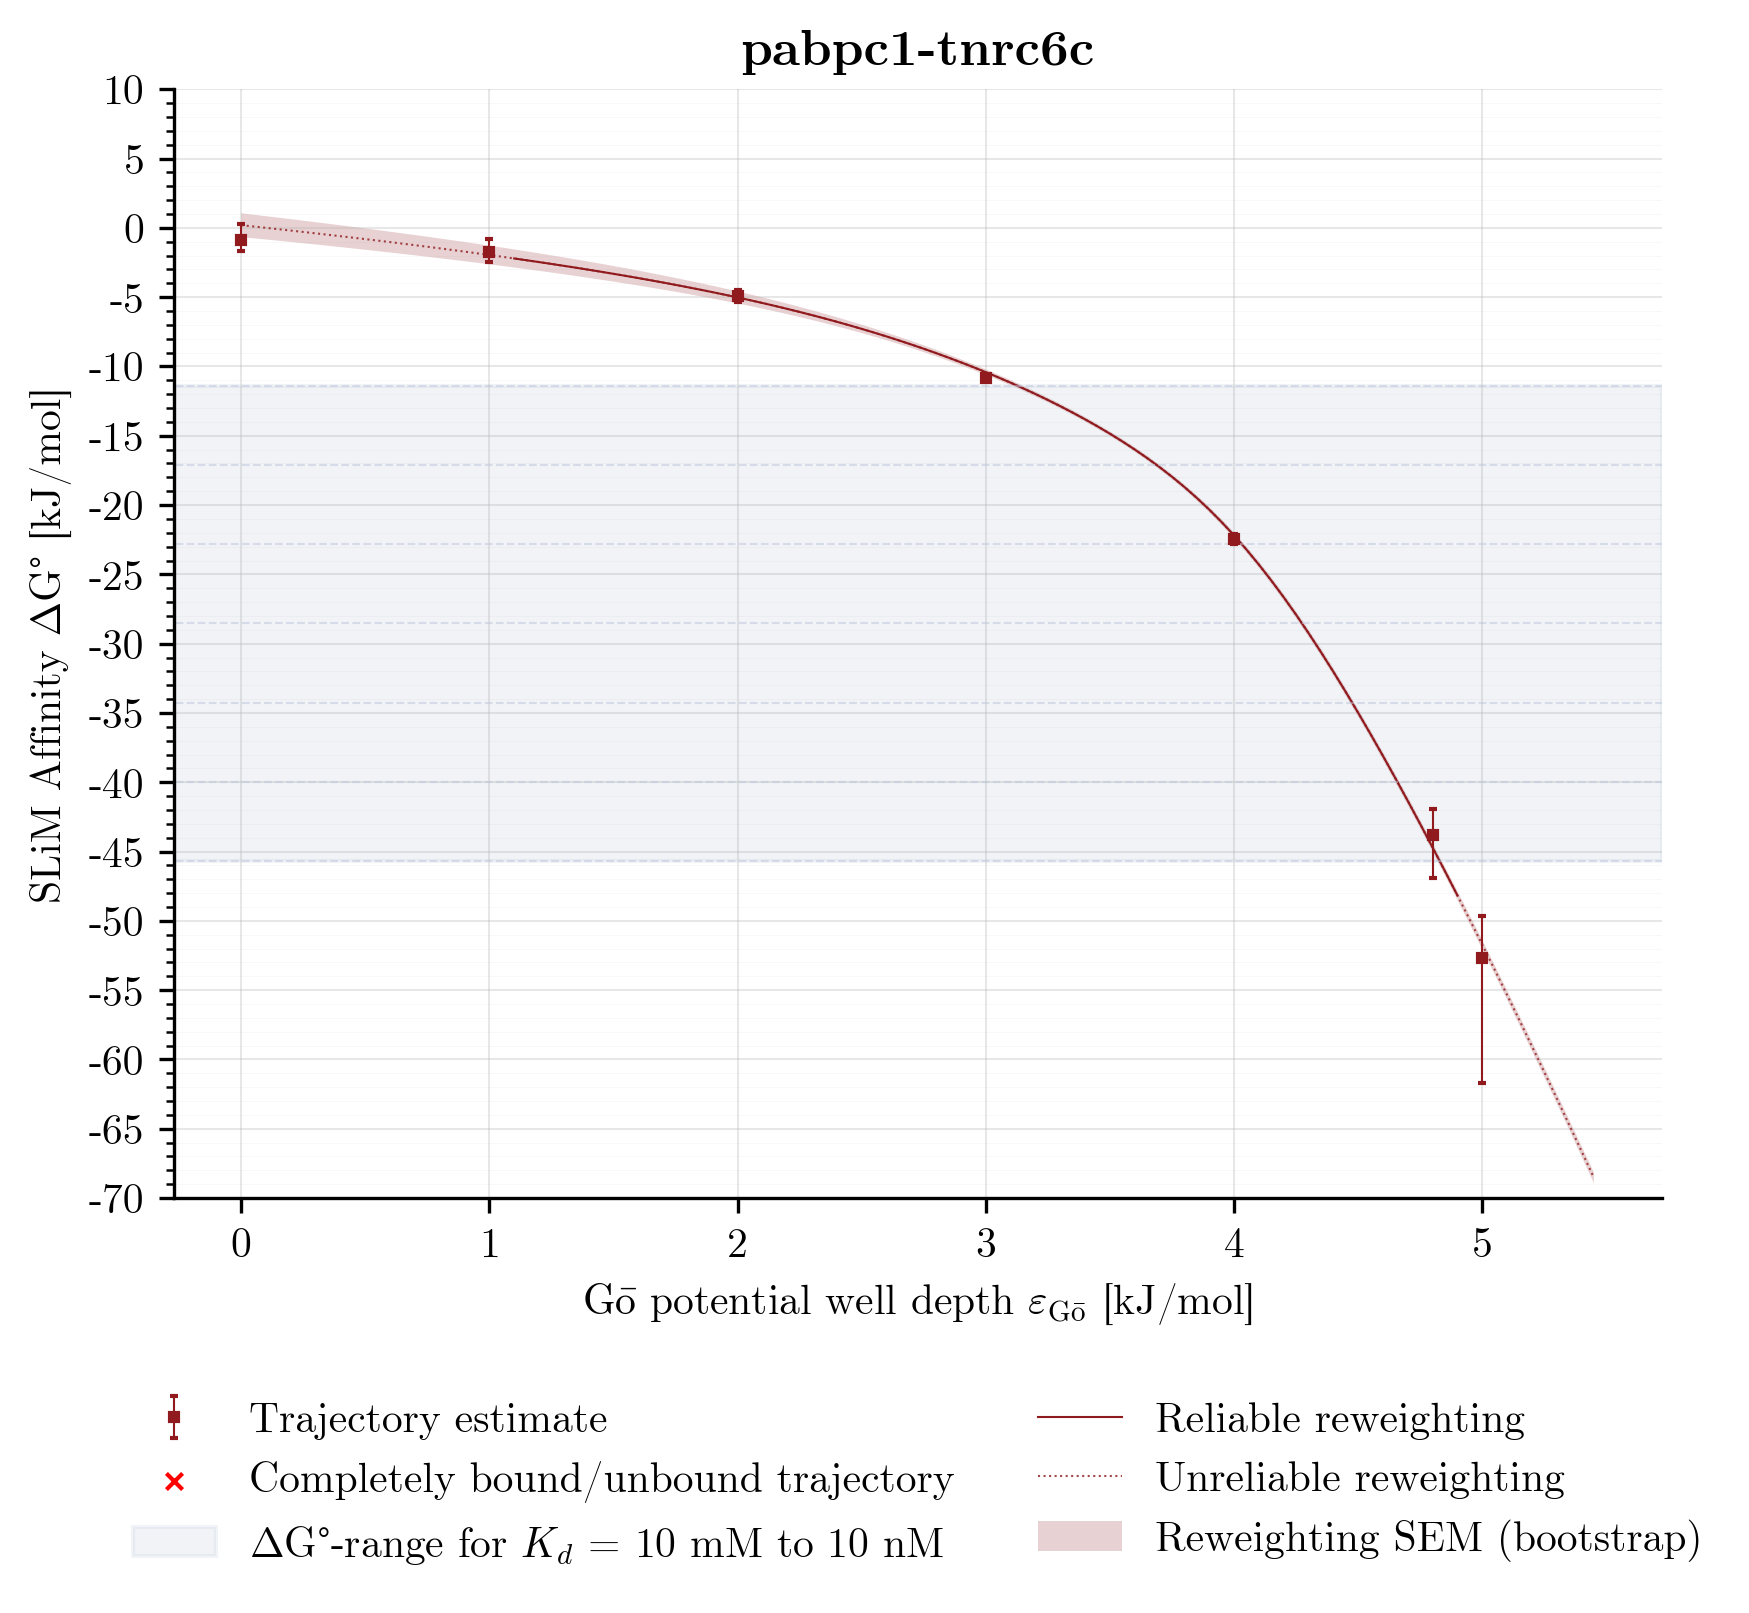 pabpc1-tnrc6c
10
5
0
-5
-10
-15
-20
-25
-30
-35
-40
-45
-50
-55
-60
-65
-70
SLiM Affinity ΔG° [kJ/mol]
0 1 2 3 4 5
Gō potential well depth ε_Gō [kJ/mol]
Trajectory estimate
Completely bound/unbound trajectory
ΔG°-range for K_d = 10 mM to 10 nM
Reliable reweighting
Unreliable reweighting
Reweighting SEM (bootstrap)